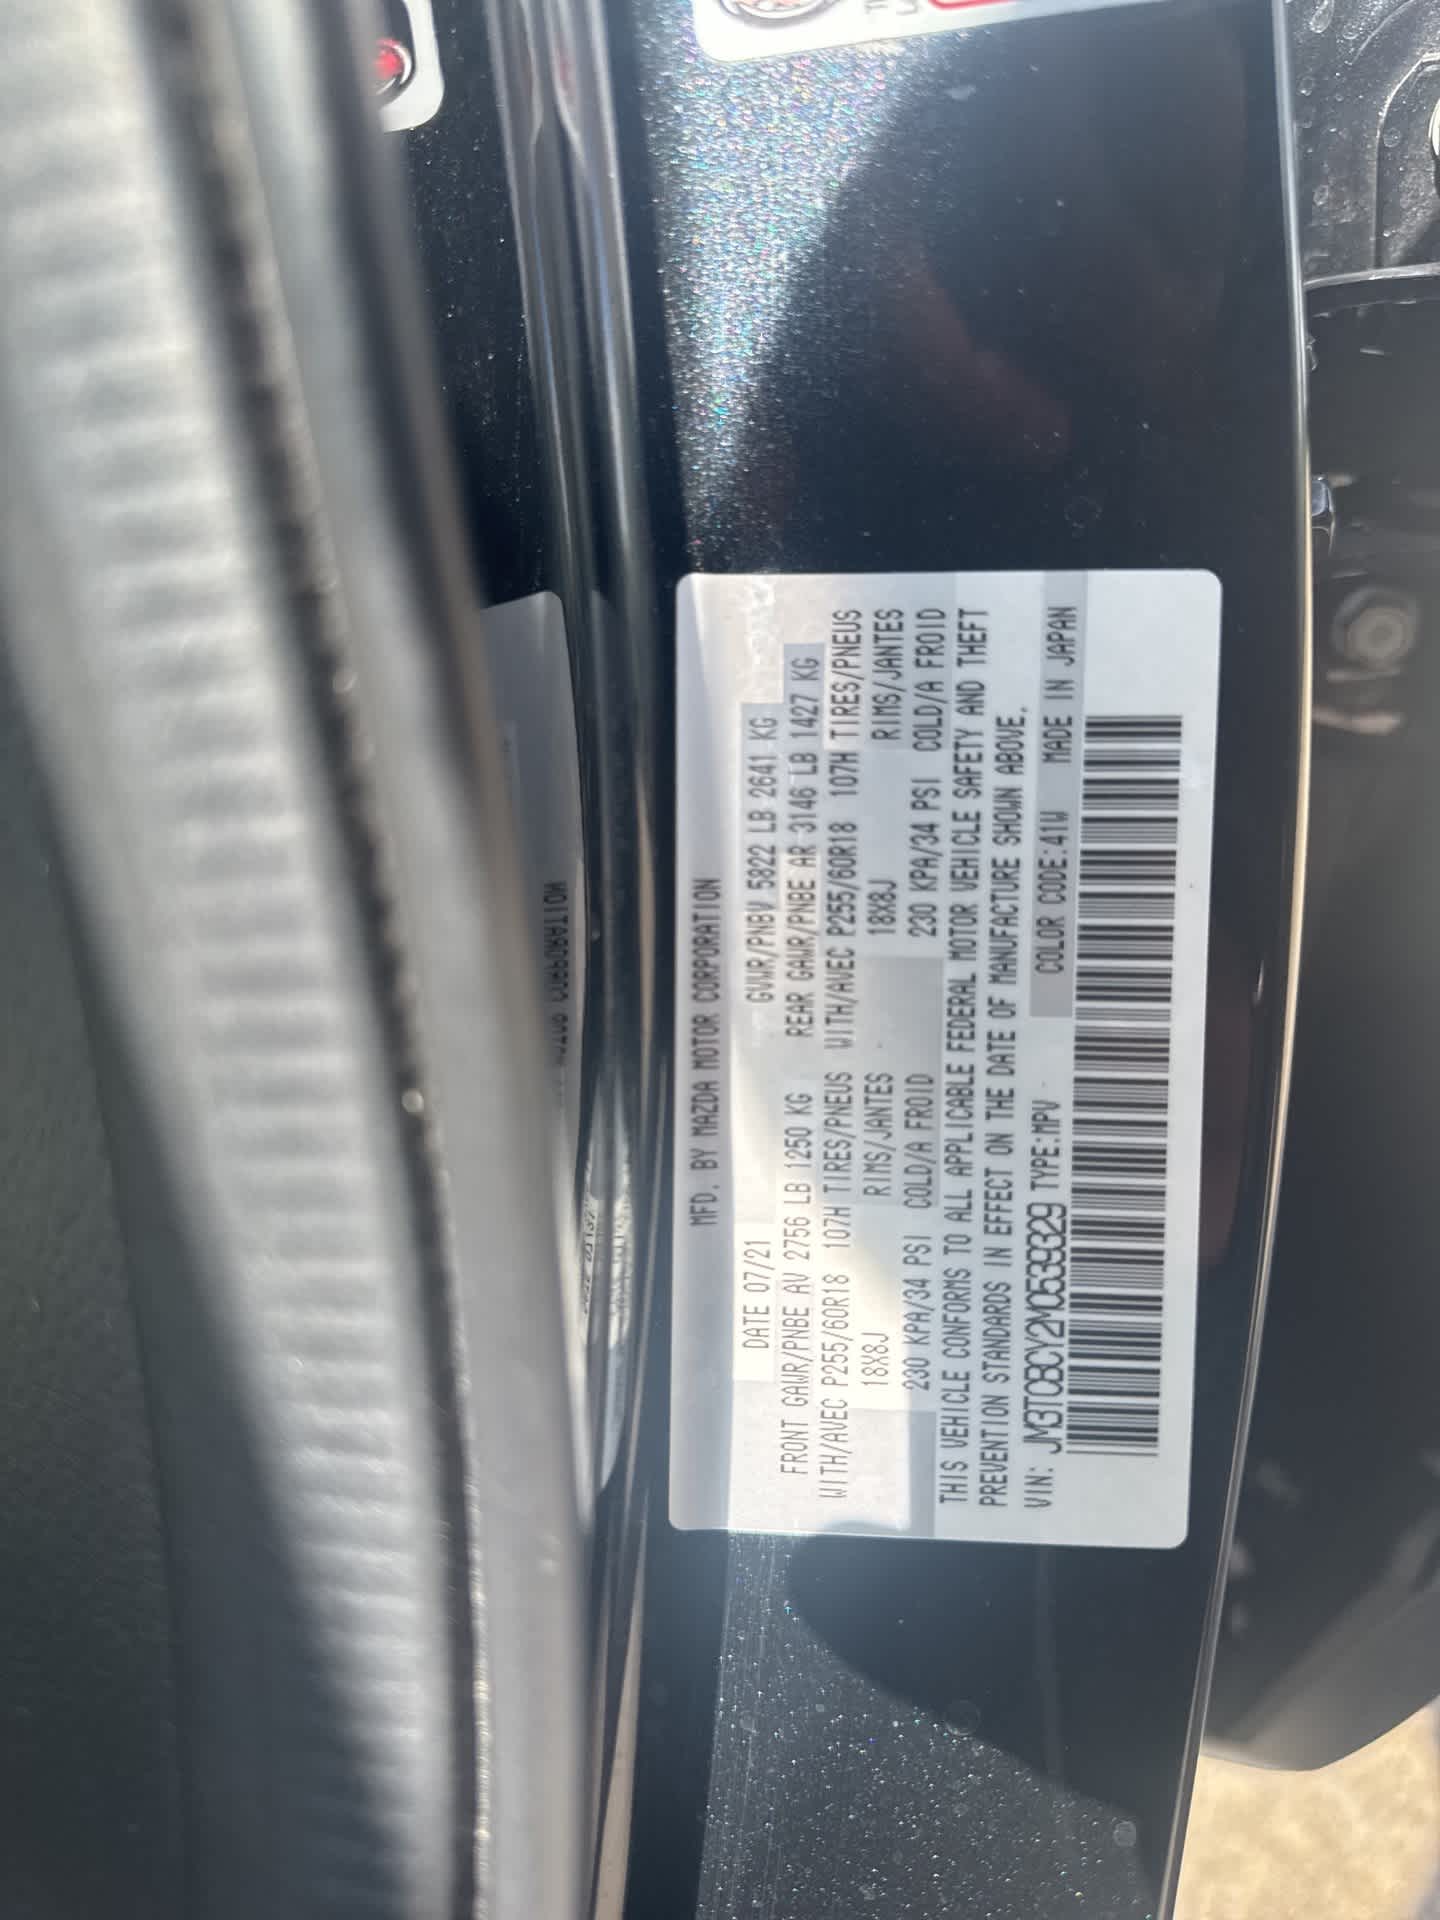 MFD. BY MAZDA MOTOR CORPORATION
DATE 07/21 GVWR/PNBV 5822 LB 2641 KG
FRONT GAWR/PNBE AV 2756 LB 1250 KG REAR GAWR/PNBE AR 3146 LB 1427 KG
WITH/AVEC P255/60R18 107H TIRES/PNEUS WITH/AVEC P255/60R18 107H TIRES/PNEUS
18X8J RIMS/JANTES 18X8J RIMS/JANTES
230 KPA/34 PSI COLD/A FROID 230 KPA/34 PSI COLD/A FROID
THIS VEHICLE CONFORMS TO ALL APPLICABLE FEDERAL MOTOR VEHICLE SAFETY AND THEFT
PREVENTION STANDARDS IN EFFECT ON THE DATE OF MANUFACTURE SHOWN ABOVE.
VIN: JM3TCBCY2M0539329 TYPE:MPV COLOR CODE:41W MADE IN JAPAN
CORPORATION